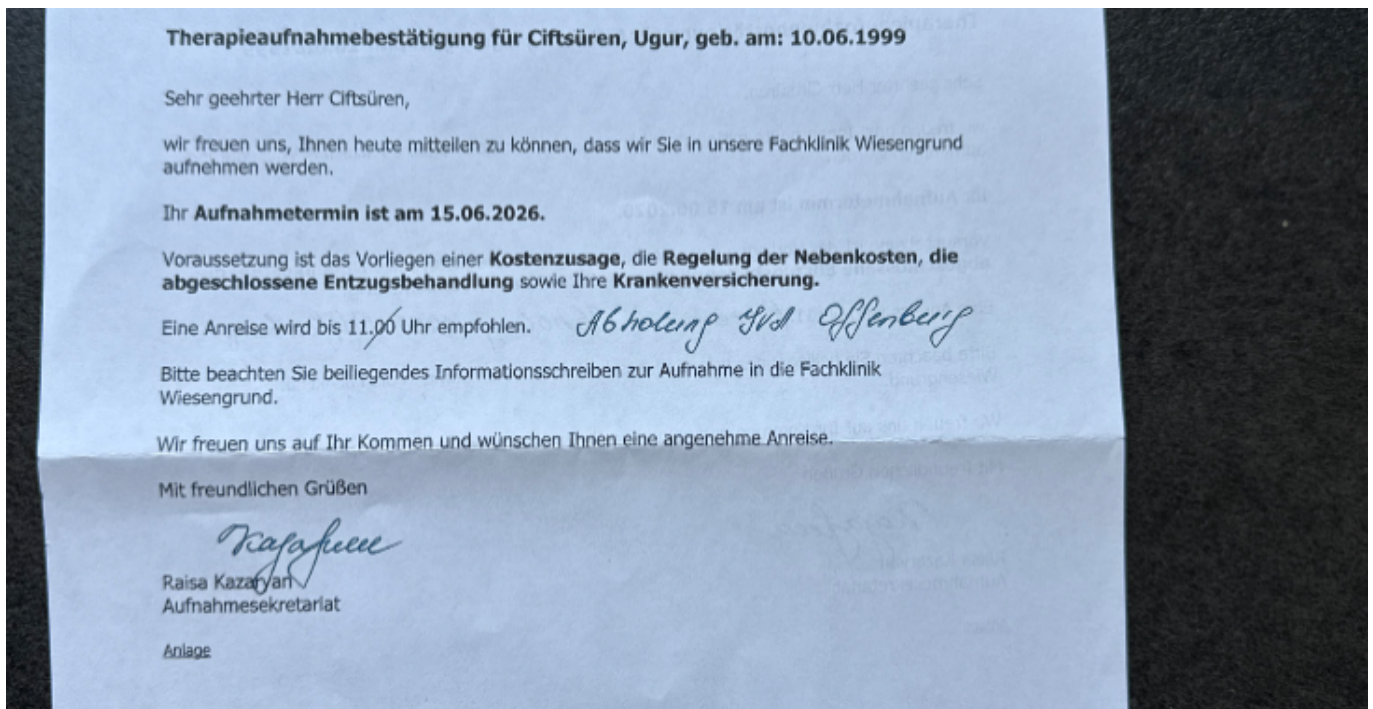 Therapieaufnahmebestätigung für Ciftsüren, Ugur, geb. am: 10.06.1999
Sehr geehrter Herr Ciftsüren,
wir freuen uns, Ihnen heute mitteilen zu können, dass wir Sie in unsere Fachklinik Wiesengrund
aufnehmen werden.
Ihr Aufnahmetermin ist am 15.06.2026.
Voraussetzung ist das Vorliegen einer Kostenzusage, die Regelung der Nebenkosten, die
abgeschlossene Entzugsbehandlung sowie Ihre Krankenversicherung.
Eine Anreise wird bis 11.00 Uhr empfohlen. Abholung JVA Offenburg
Bitte beachten Sie beiliegendes Informationsschreiben zur Aufnahme in die Fachklinik
Wiesengrund.
Wir freuen uns auf Ihr Kommen und wünschen Ihnen eine angenehme Anreise.
Mit freundlichen Grüßen
Raisa Kazaryan
Aufnahmesekretariat
Anlage